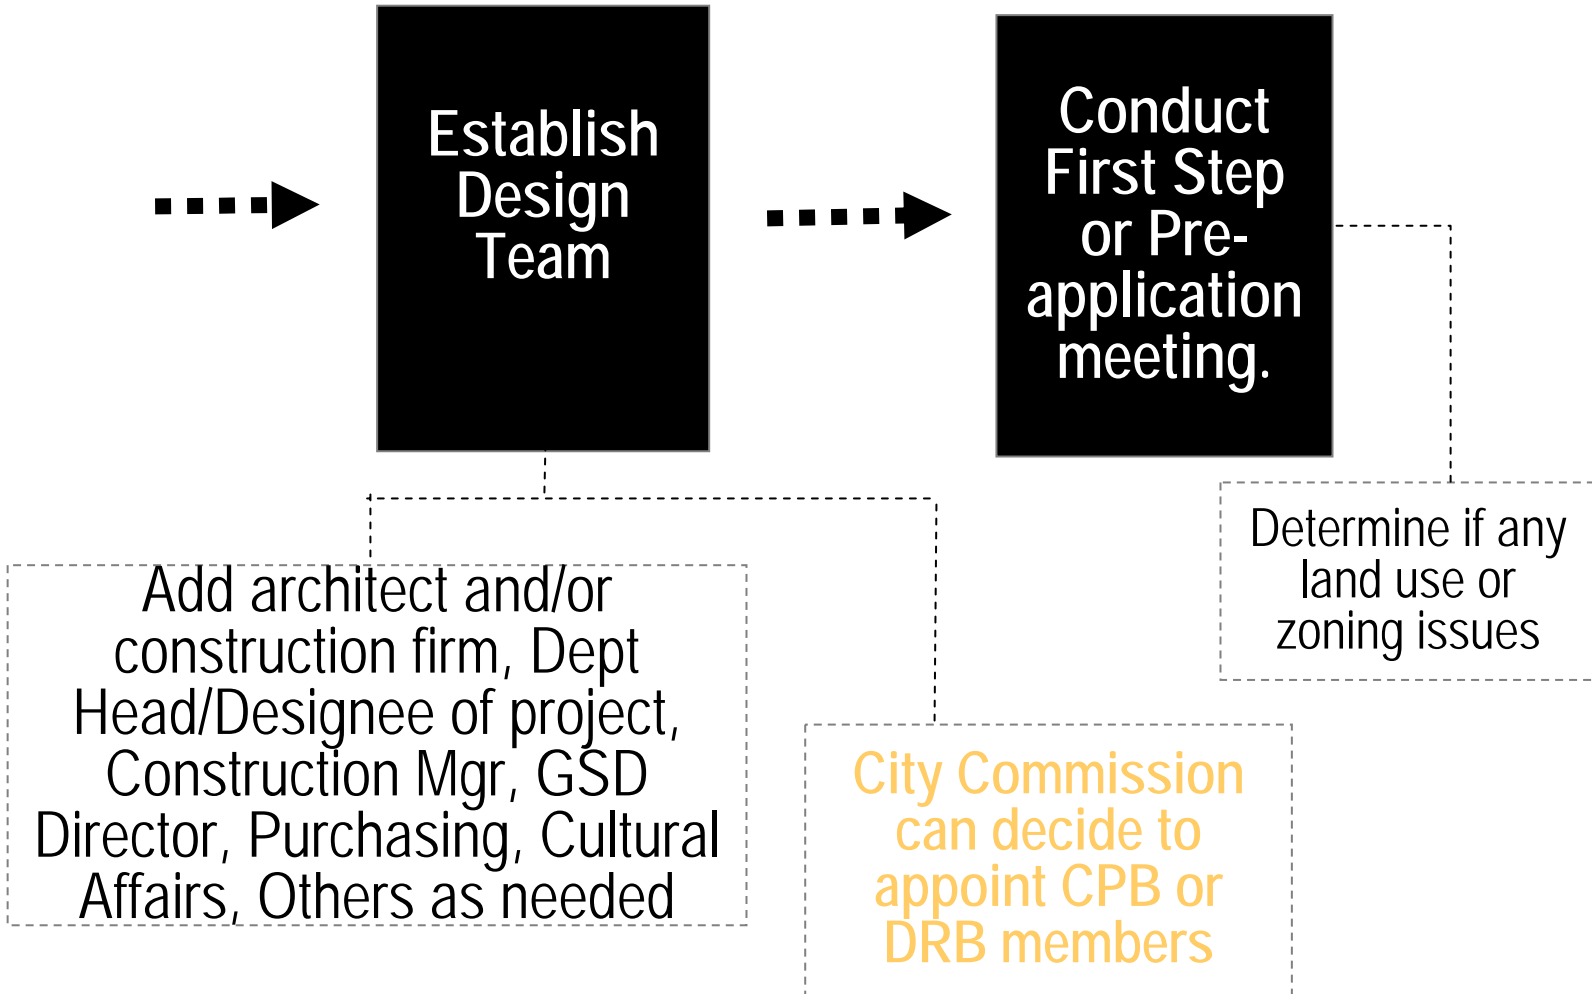 Establish
Design
Team
Conduct
First Step
or Pre-
application
meeting.
Add architect and/or
construction firm, Dept
Head/Designee of project,
Construction Mgr, GSD
Director, Purchasing, Cultural
Affairs, Others as needed
City Commission
can decide to
appoint CPB or
DRB members
Determine if any
land use or
zoning issues